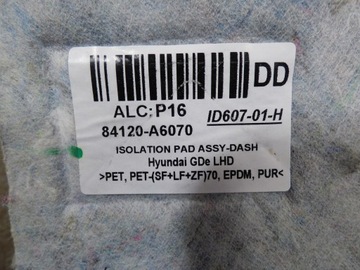 DD
ALC:P16
84120-A6070 ID607-01-H
ISOLATION PAD ASSY-DASH
Hyundai GDe LHD
>PET, PET-(SF+LF+ZF)70, EPDM, PUR<